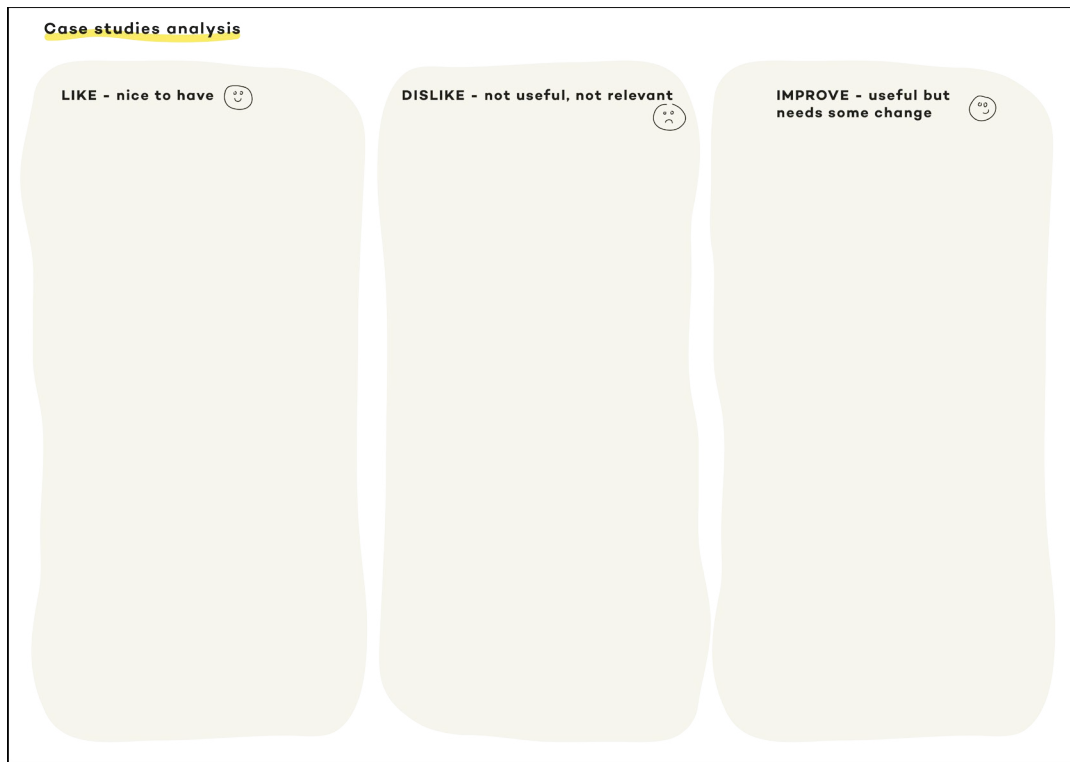 Case studies analysis
LIKE - nice to have
DISLIKE - not useful, not relevant
IMPROVE - useful but
needs some change